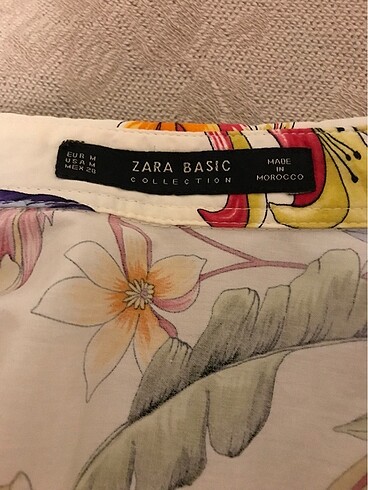 EUR M
USA M
MEX 28
ZARA BASIC
COLLECTION
MADE
IN
MOROCCO